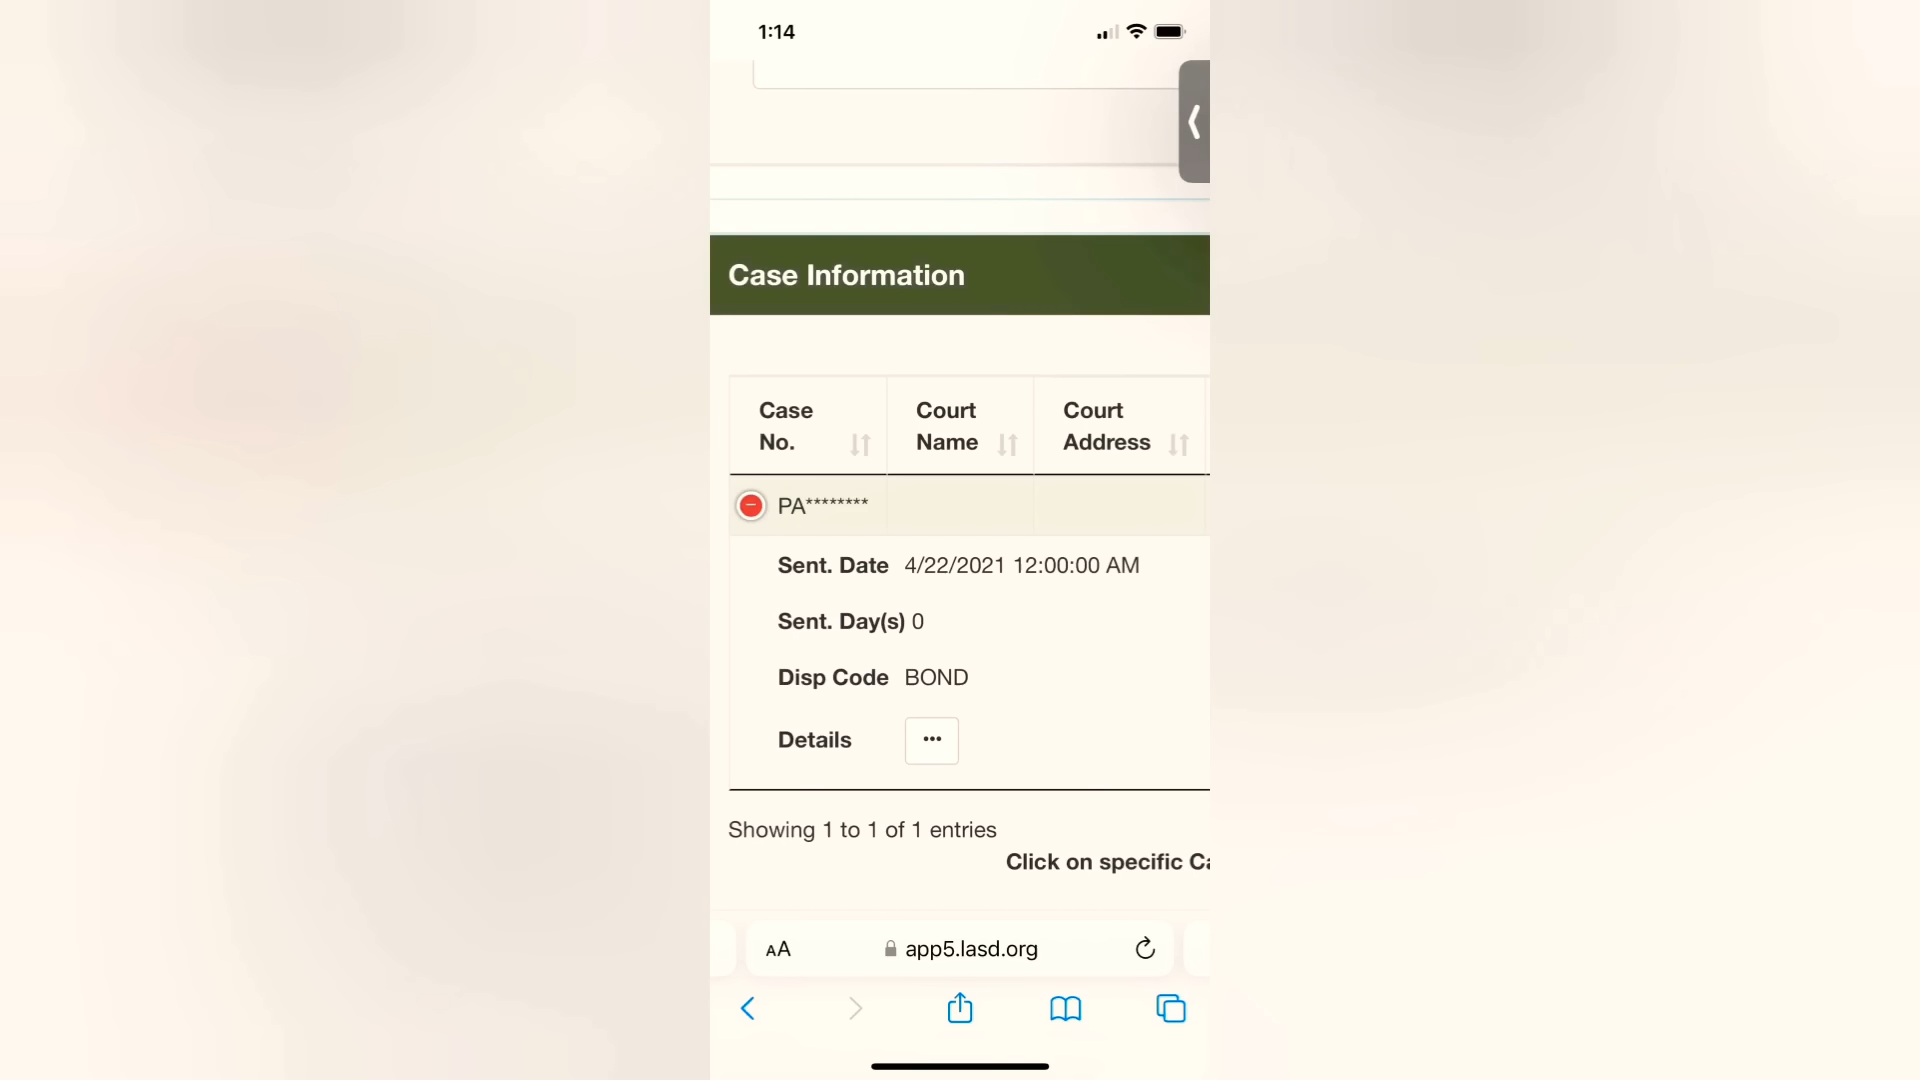 1:14
Case Information
Case No.
Court Name
Court Address
PA********
Sent. Date 4/22/2021 12:00:00 AM
Sent. Day(s) 0
Disp Code BOND
Details •••
Showing 1 to 1 of 1 entries
Click on specific Ca
AA app5.lasd.org